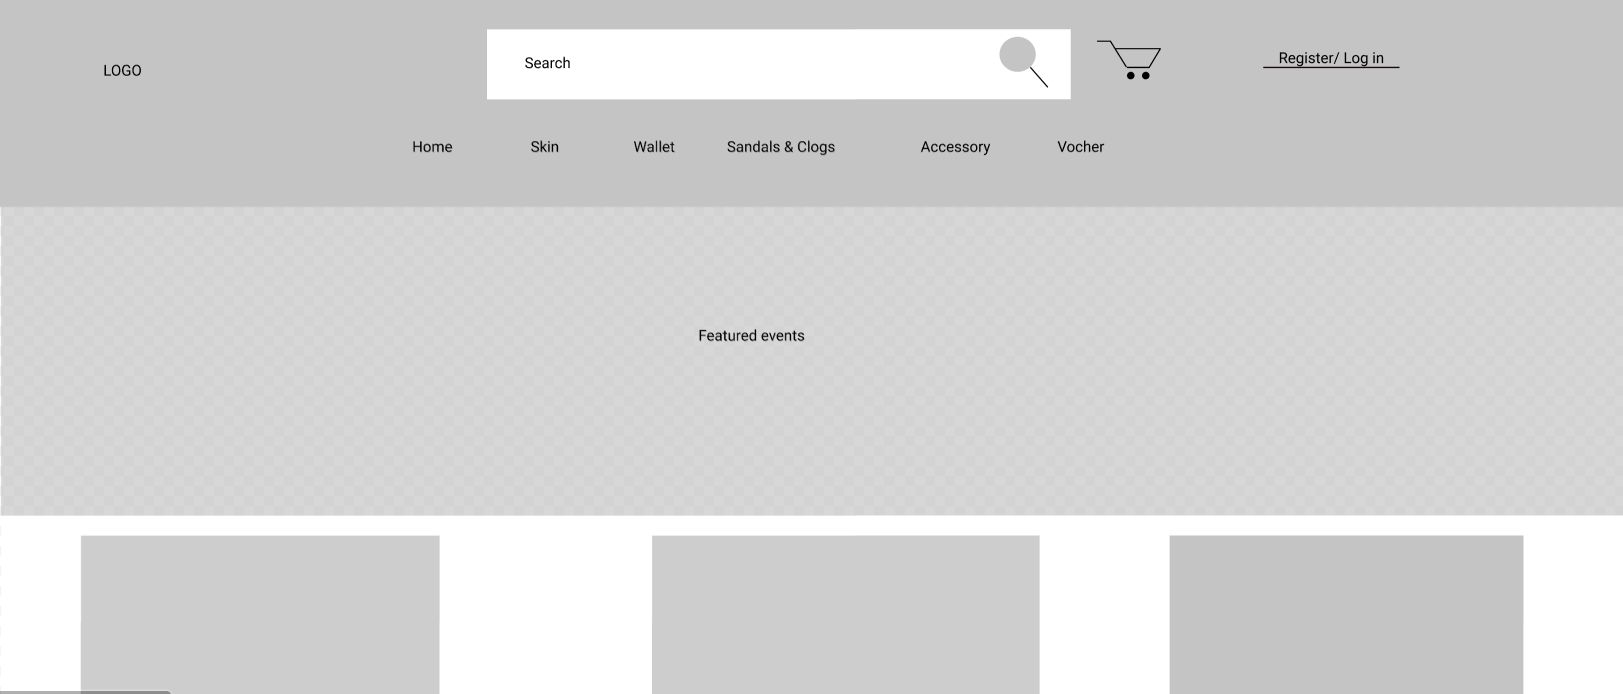 LOGO
Search
Register/ Log in
Home
Skin
Wallet
Sandals & Clogs
Accessory
Vocher
Featured events